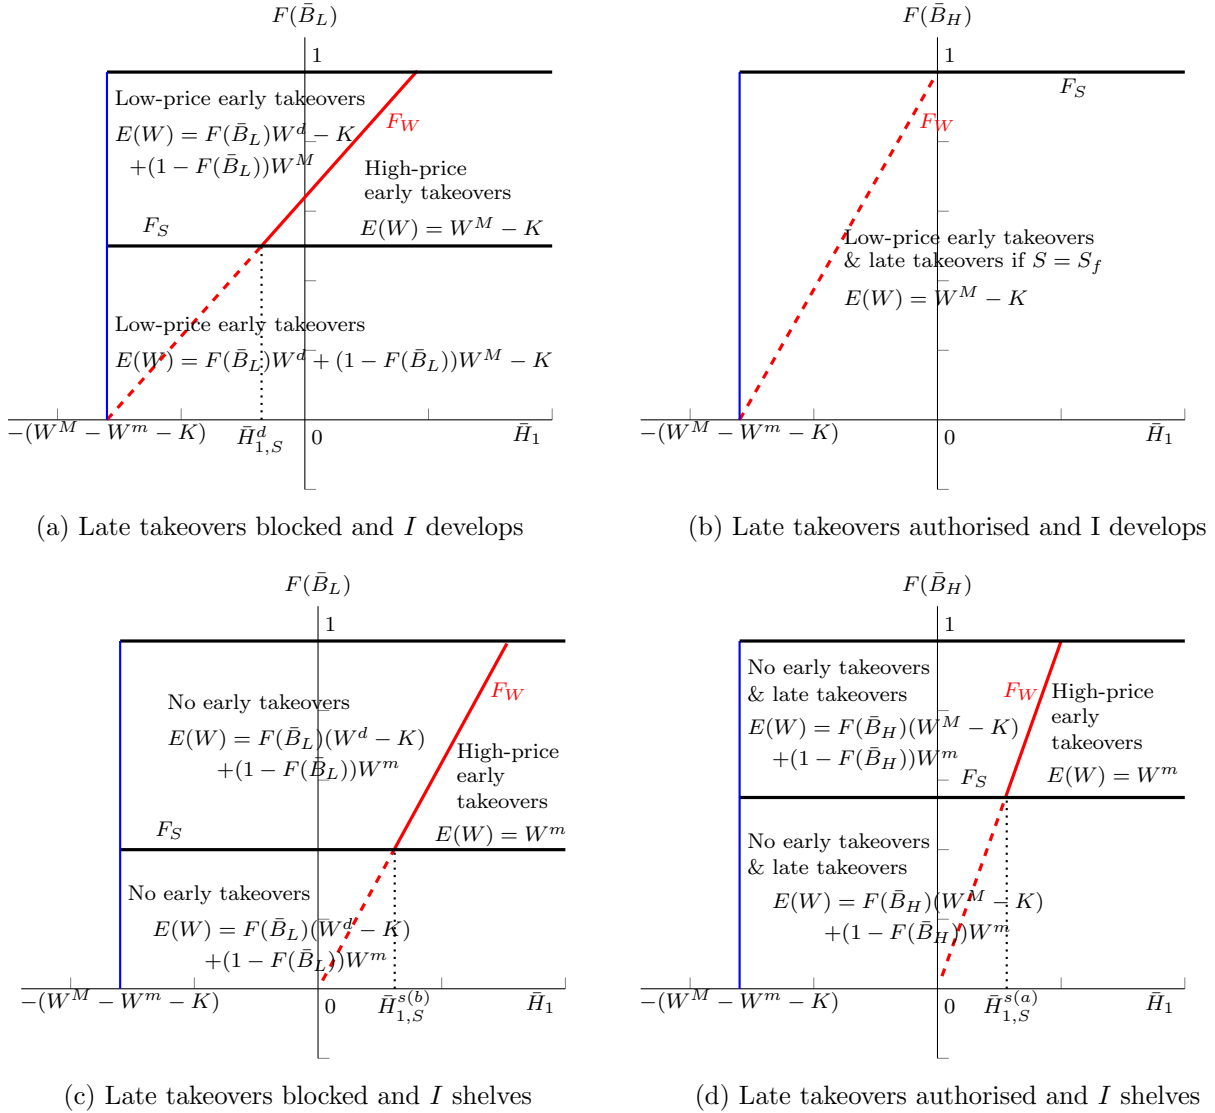 F(B̄_L)
1
Low-price early takeovers
E(W) = F(B̄_L)W^d − K
+(1 − F(B̄_L))W^M
F_W
High-price
early takeovers
E(W) = W^M − K
F_S
Low-price early takeovers
E(W) = F(B̄_L)W^d + (1 − F(B̄_L))W^M − K
−(W^M − W^m − K)
H̄^d_{1,S}
0
H̄_1
(a) Late takeovers blocked and I develops
F(B̄_H)
1
F_S
F_W
Low-price early takeovers
& late takeovers if S = S_f
E(W) = W^M − K
−(W^M − W^m − K)
0
H̄_1
(b) Late takeovers authorised and I develops
F(B̄_L)
1
No early takeovers
E(W) = F(B̄_L)(W^d − K)
+(1 − F(B̄_L))W^m
F_W
High-price
early
takeovers
E(W) = W^m
F_S
No early takeovers
E(W) = F(B̄_L)(W^d − K)
+(1 − F(B̄_L))W^m
−(W^M − W^m − K)
0
H̄^{s(b)}_{1,S}
H̄_1
(c) Late takeovers blocked and I shelves
F(B̄_H)
1
No early takeovers
& late takeovers
E(W) = F(B̄_H)(W^M − K)
+(1 − F(B̄_H))W^m
F_W
High-price
early
takeovers
E(W) = W^m
F_S
No early takeovers
& late takeovers
E(W) = F(B̄_H)(W^M − K)
+(1 − F(B̄_H))W^m
−(W^M − W^m − K)
0
H̄^{s(a)}_{1,S}
H̄_1
(d) Late takeovers authorised and I shelves